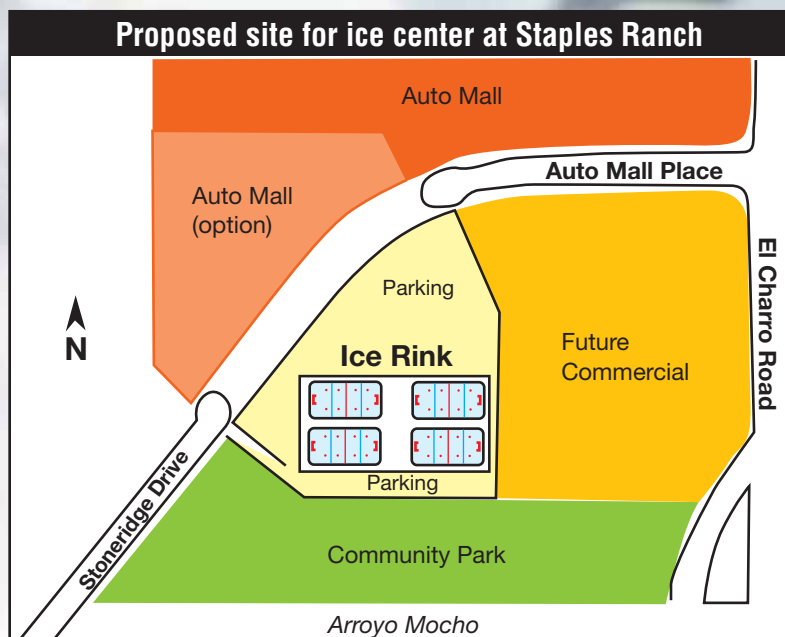 Proposed site for ice center at Staples Ranch
Auto Mall
Auto Mall Place
Auto Mall
(option)
El Charro Road
Parking
N
Ice Rink
Future
Commercial
Parking
Stoneridge Drive
Community Park
Arroyo Mocho